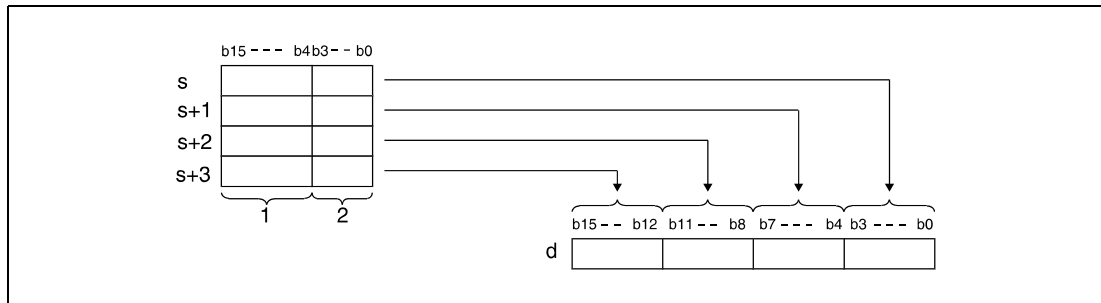 b15 ---- b4 b3 -- b0
s
s+1
s+2
s+3
1 2
b15 -- b12 b11 -- b8 b7 ---- b4 b3 ---- b0
d